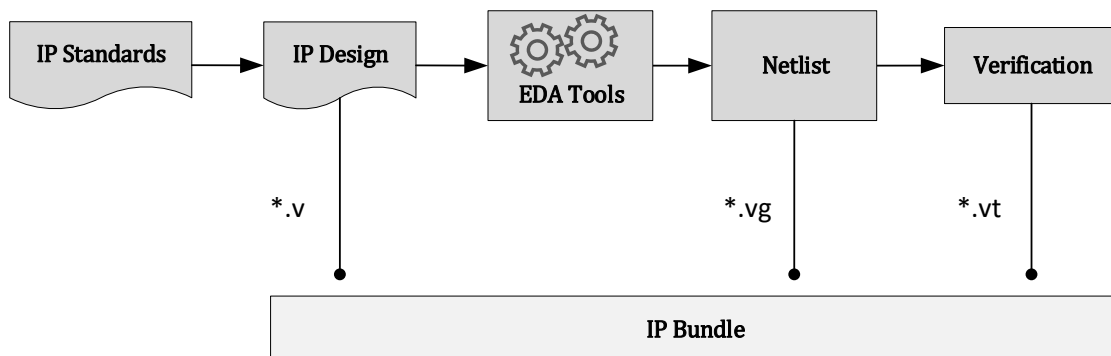 IP Standards
IP Design
EDA Tools
Netlist
Verification
*.v
*.vg
*.vt
IP Bundle